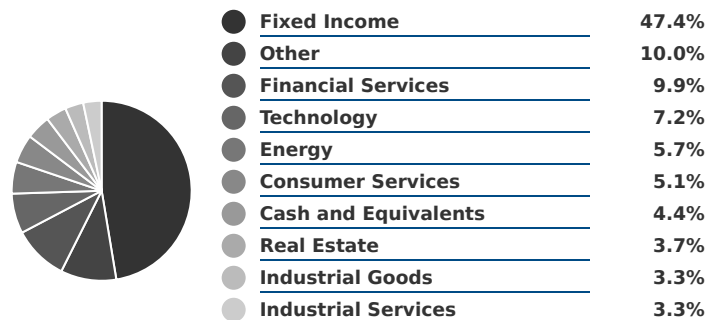 Fixed Income 47.4%
Other 10.0%
Financial Services 9.9%
Technology 7.2%
Energy 5.7%
Consumer Services 5.1%
Cash and Equivalents 4.4%
Real Estate 3.7%
Industrial Goods 3.3%
Industrial Services 3.3%